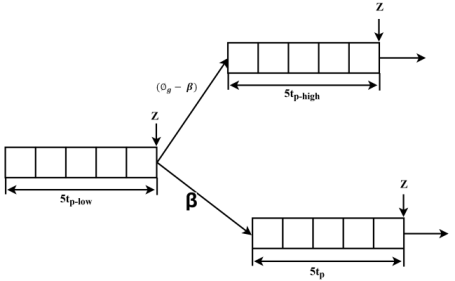 Z
(∅g − β)
5tp-high
Z
5tp-low
β
Z
5tp